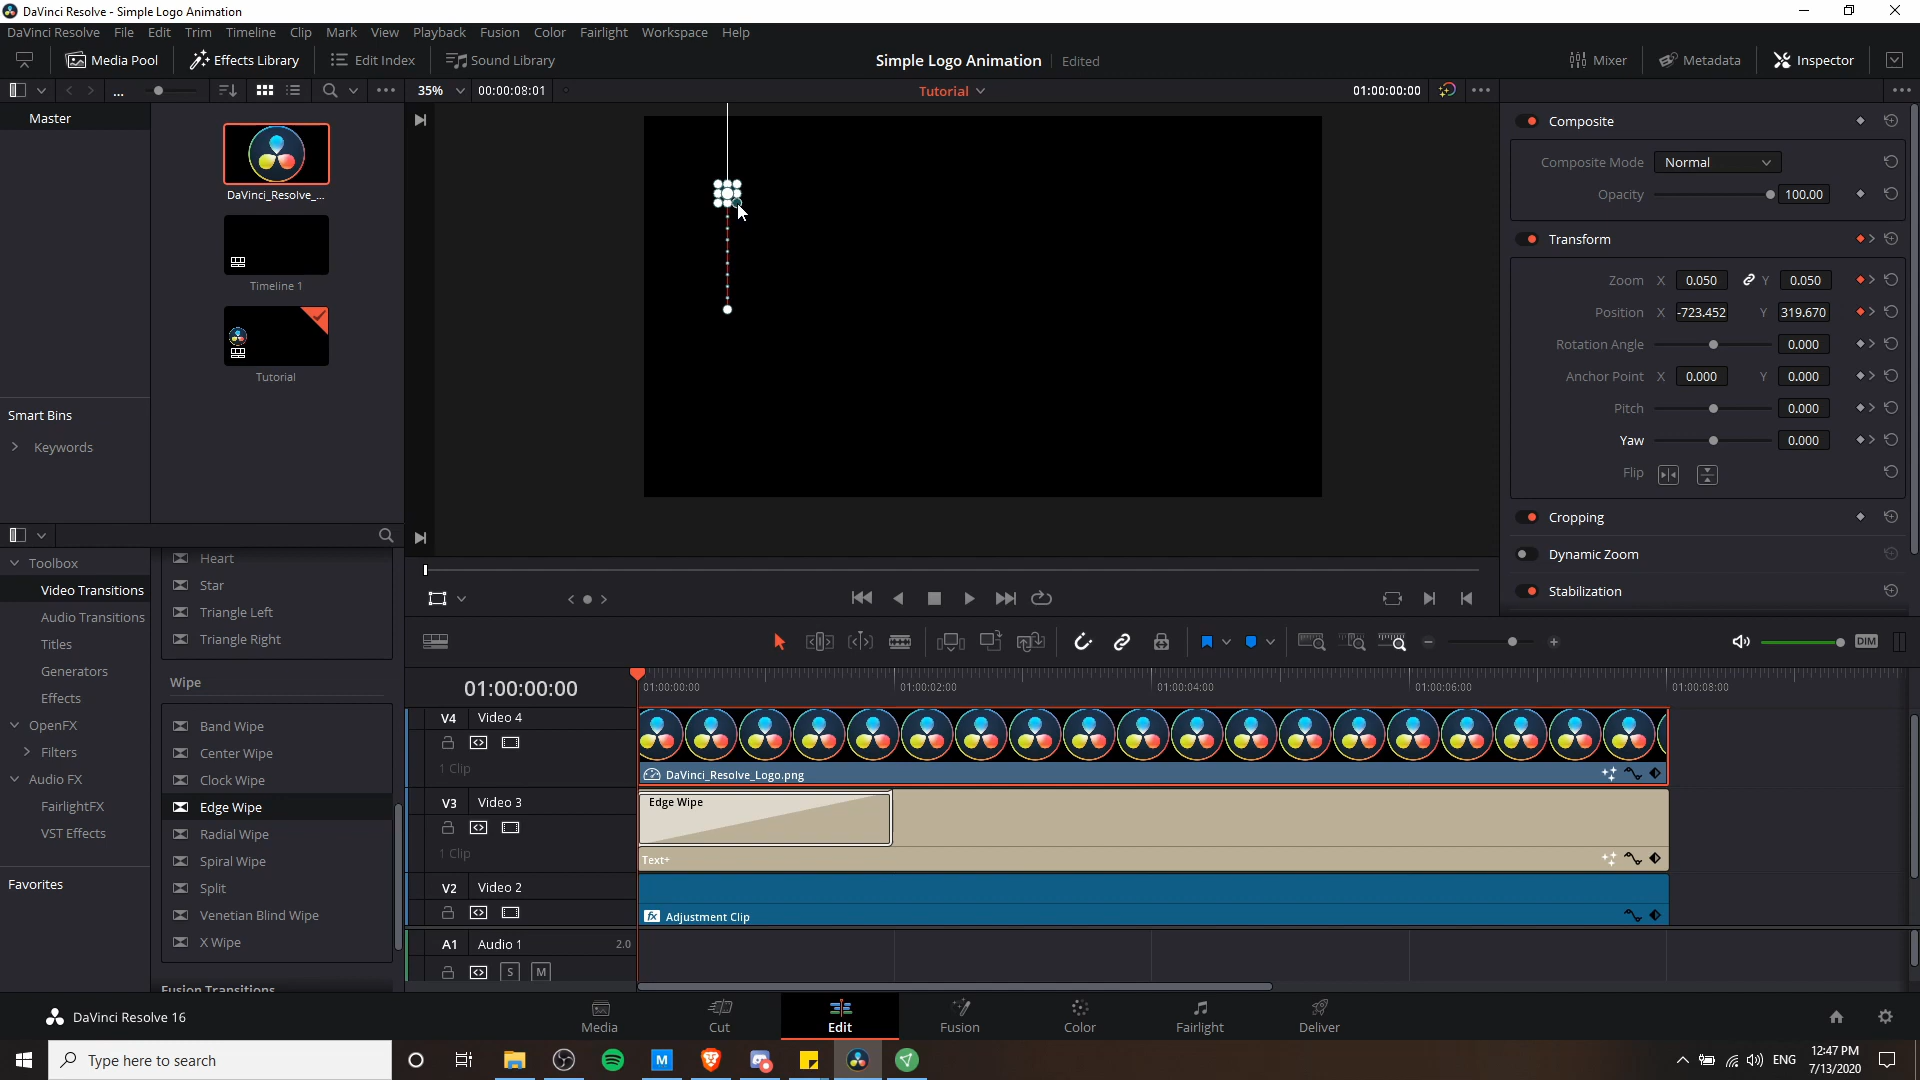 DaVinci Resolve - Simple Logo Animation
DaVinci Resolve File Edit Trim Timeline Clip Mark View Playback Fusion Color Fairlight Workspace Help
Media Pool Effects Library Edit Index Sound Library Simple Logo Animation Edited Mixer Metadata Inspector
... 35% 00:00:08:01 Tutorial 01:00:00:00
Master
DaVinci_Resolve_...
Timeline 1
Tutorial
Smart Bins
Keywords
Composite
Composite Mode Normal
Opacity 100.00
Transform
Zoom X 0.050 Y 0.050
Position X -723.452 Y 319.670
Rotation Angle 0.000
Anchor Point X 0.000 Y 0.000
Pitch 0.000
Yaw 0.000
Flip
Cropping
Dynamic Zoom
Stabilization
Toolbox
Video Transitions
Audio Transitions
Titles
Generators
Effects
OpenFX
Filters
Audio FX
FairlightFX
VST Effects
Favorites
Heart
Star
Triangle Left
Triangle Right
Wipe
Band Wipe
Center Wipe
Clock Wipe
Edge Wipe
Radial Wipe
Spiral Wipe
Split
Venetian Blind Wipe
X Wipe
Fusion Transitions
DIM
01:00:00:00 01:00:00:00 01:00:02:00 01:00:04:00 01:00:06:00 01:00:08:00
V4 Video 4
1 Clip
DaVinci_Resolve_Logo.png
V3 Video 3
1 Clip
Edge Wipe
Text+
V2 Video 2
fx Adjustment Clip
A1 Audio 1 2.0
S M
DaVinci Resolve 16
Media Cut Edit Fusion Color Fairlight Deliver
Type here to search
M
ENG
12:47 PM
7/13/2020